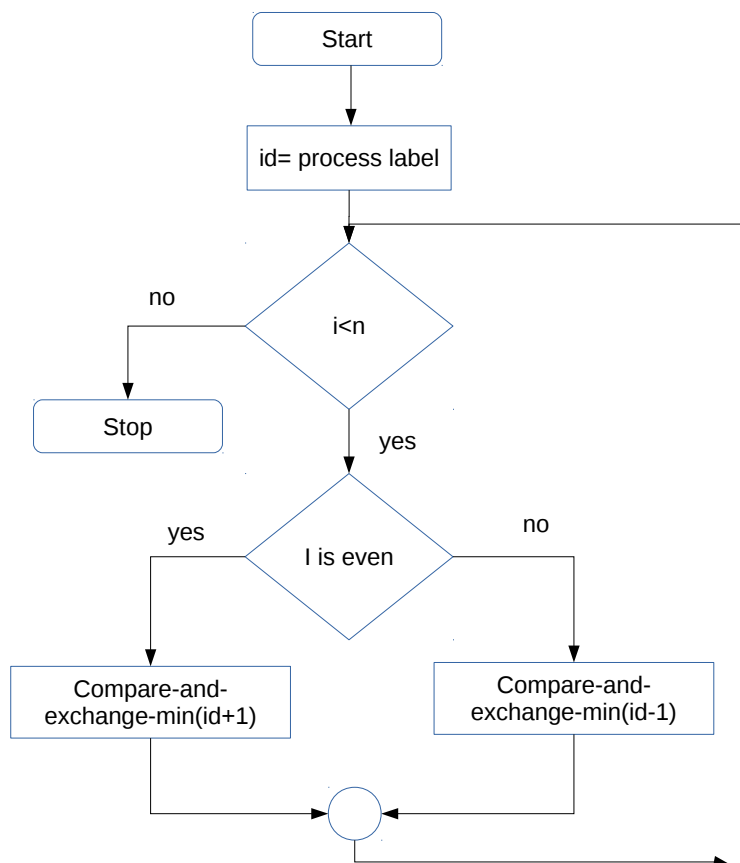 Start
id= process label
i<n
no
Stop
yes
I is even
yes
no
Compare-and-
exchange-min(id+1)
Compare-and-
exchange-min(id-1)